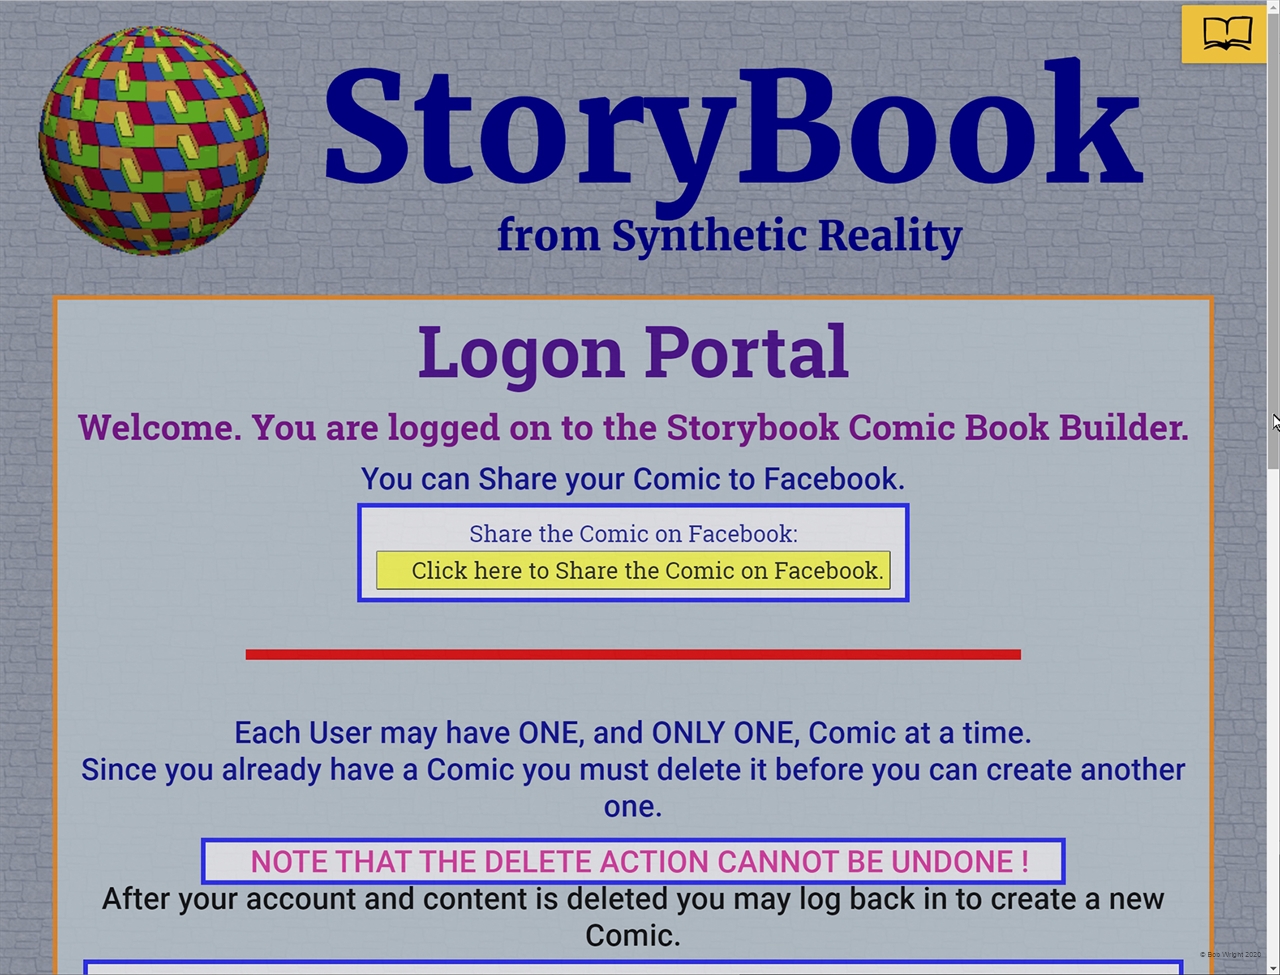 StoryBook
from Synthetic Reality
Logon Portal
Welcome. You are logged on to the Storybook Comic Book Builder.
You can Share your Comic to Facebook.
Share the Comic on Facebook:
Click here to Share the Comic on Facebook.
Each User may have ONE, and ONLY ONE, Comic at a time.
Since you already have a Comic you must delete it before you can create another
one.
NOTE THAT THE DELETE ACTION CANNOT BE UNDONE !
After your account and content is deleted you may log back in to create a new
Comic.
© Bob Wright 2020